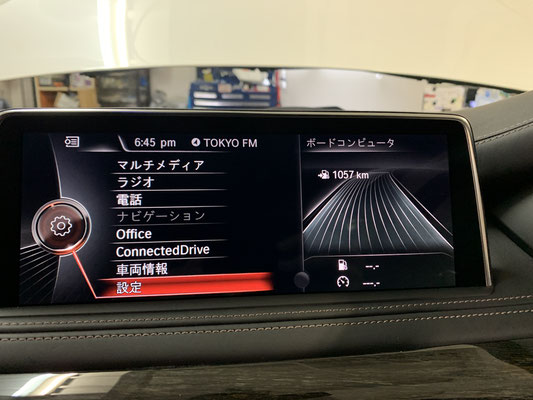 6:45 pm TOKYO FM
マルチメディア
ラジオ
電話
ナビゲーション
Office
ConnectedDrive
車両情報
設定
ボードコンピュータ
1057 km
--.-
---.-